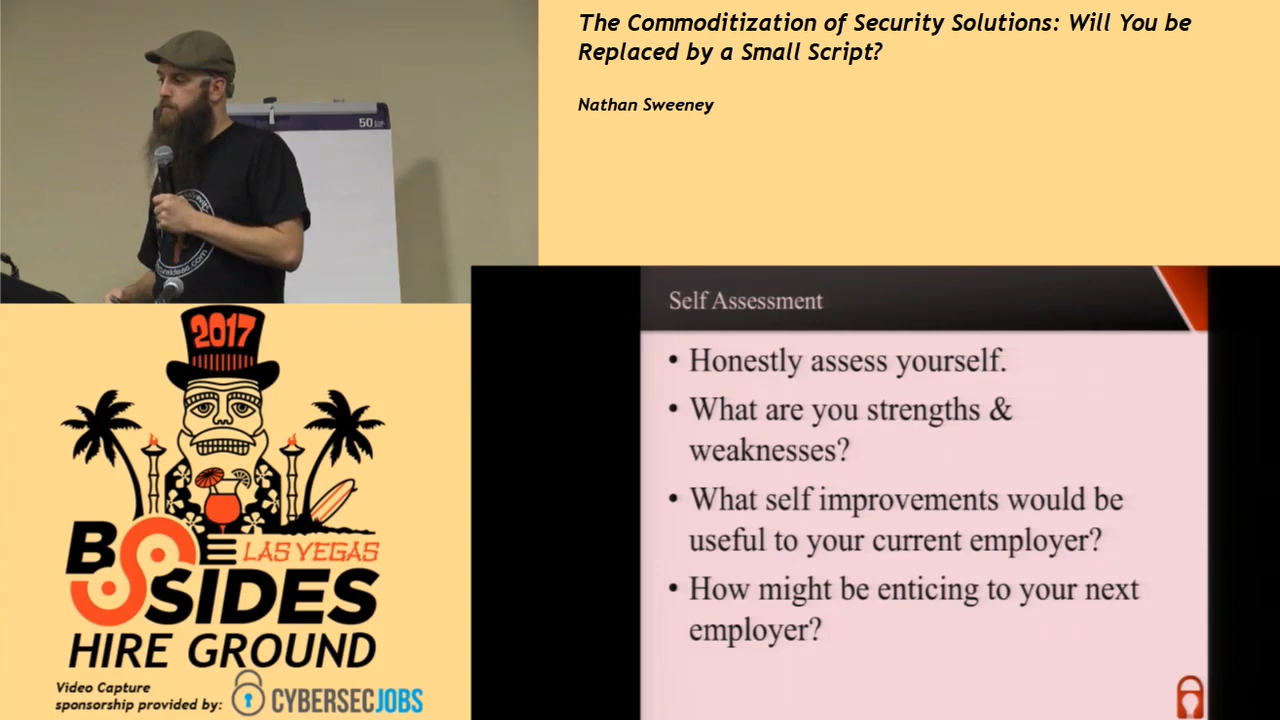 The Commoditization of Security Solutions: Will You be
Replaced by a Small Script?
Nathan Sweeney
50
Self Assessment
• Honestly assess yourself.
• What are you strengths &
weaknesses?
• What self improvements would be
useful to your current employer?
• How might be enticing to your next
employer?
2017
BSIDES
LAS VEGAS
HIRE GROUND
Video Capture
sponsorship provided by:
CYBERSECJOBS